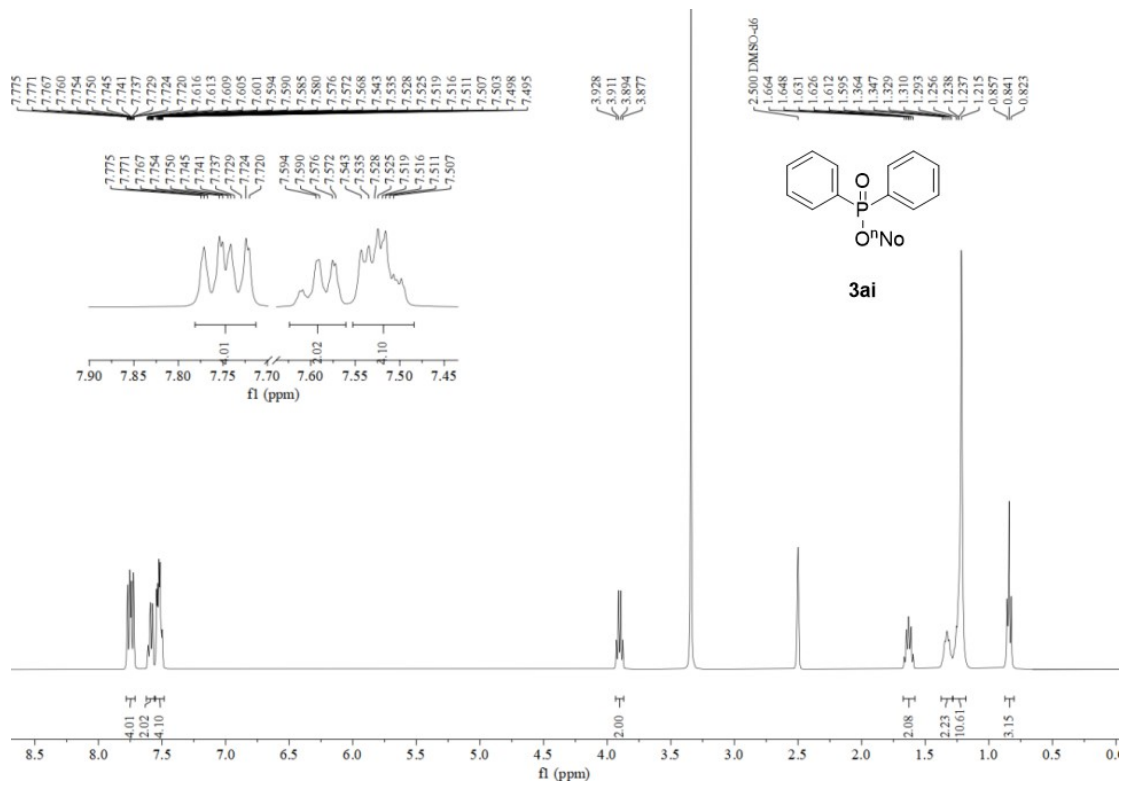 7.775 7.771 7.767 7.760 7.754 7.750 7.745 7.741 7.737 7.729 7.724 7.720 7.616 7.613 7.609 7.605 7.601 7.594 7.590 7.585 7.580 7.576 7.572 7.568 7.543 7.535 7.528 7.525 7.519 7.516 7.511 7.507 7.503 7.498 7.495
3.928 3.911 3.894 3.877
2.500 DMSO-d6 1.664 1.648 1.631 1.626 1.612 1.595 1.364 1.347 1.329 1.310 1.293 1.256 1.238 1.237 1.215 0.857 0.841 0.823
7.775 7.771 7.767 7.754 7.750 7.745 7.741 7.737 7.729 7.724 7.720
7.594 7.590 7.576 7.572 7.543 7.535 7.528 7.525 7.519 7.516 7.511 7.507
O
P
OⁿNo
3ai
4.01 2.02 4.10
7.90 7.85 7.80 7.75 7.70 7.60 7.55 7.50 7.45
f1 (ppm)
4.01 2.02 4.10 2.00 2.08 2.23 10.61 3.15
8.5 8.0 7.5 7.0 6.5 6.0 5.5 5.0 4.5 4.0 3.5 3.0 2.5 2.0 1.5 1.0 0.5
f1 (ppm)